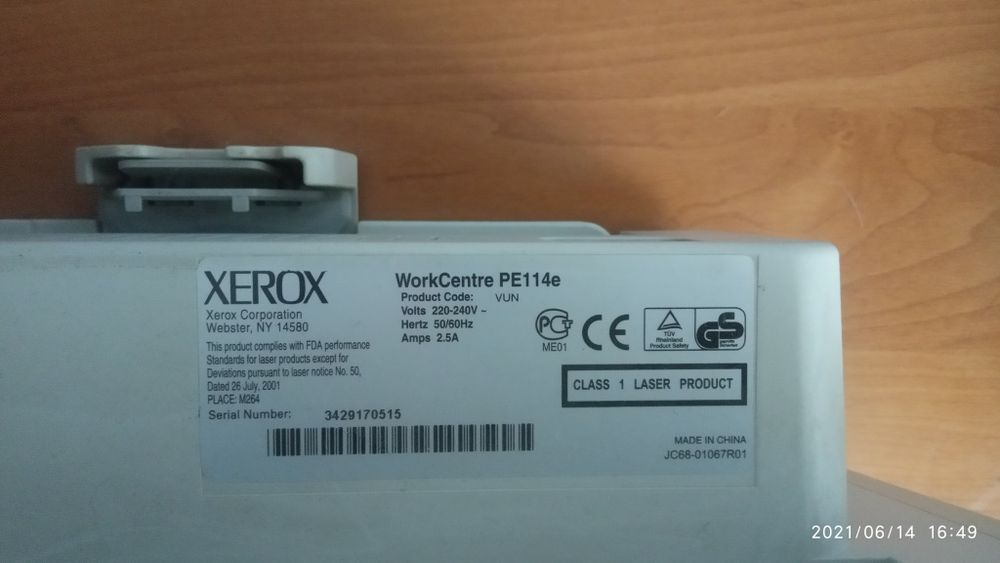 XEROX
Xerox Corporation
Webster, NY 14580
This product complies with FDA performance
Standards for laser products except for
Deviations pursuant to laser notice No. 50,
Dated 26 July, 2001
PLACE: M264
Serial Number: 3429170515
WorkCentre PE114e
Product Code: VUN
Volts 220-240V ~
Hertz 50/60Hz
Amps 2.5A
ME01
CE
TÜV
Rheinland
Product Safety
GS
geprüfte
Sicherheit
CLASS 1 LASER PRODUCT
MADE IN CHINA
JC68-01067R01
2021/06/14 16:49